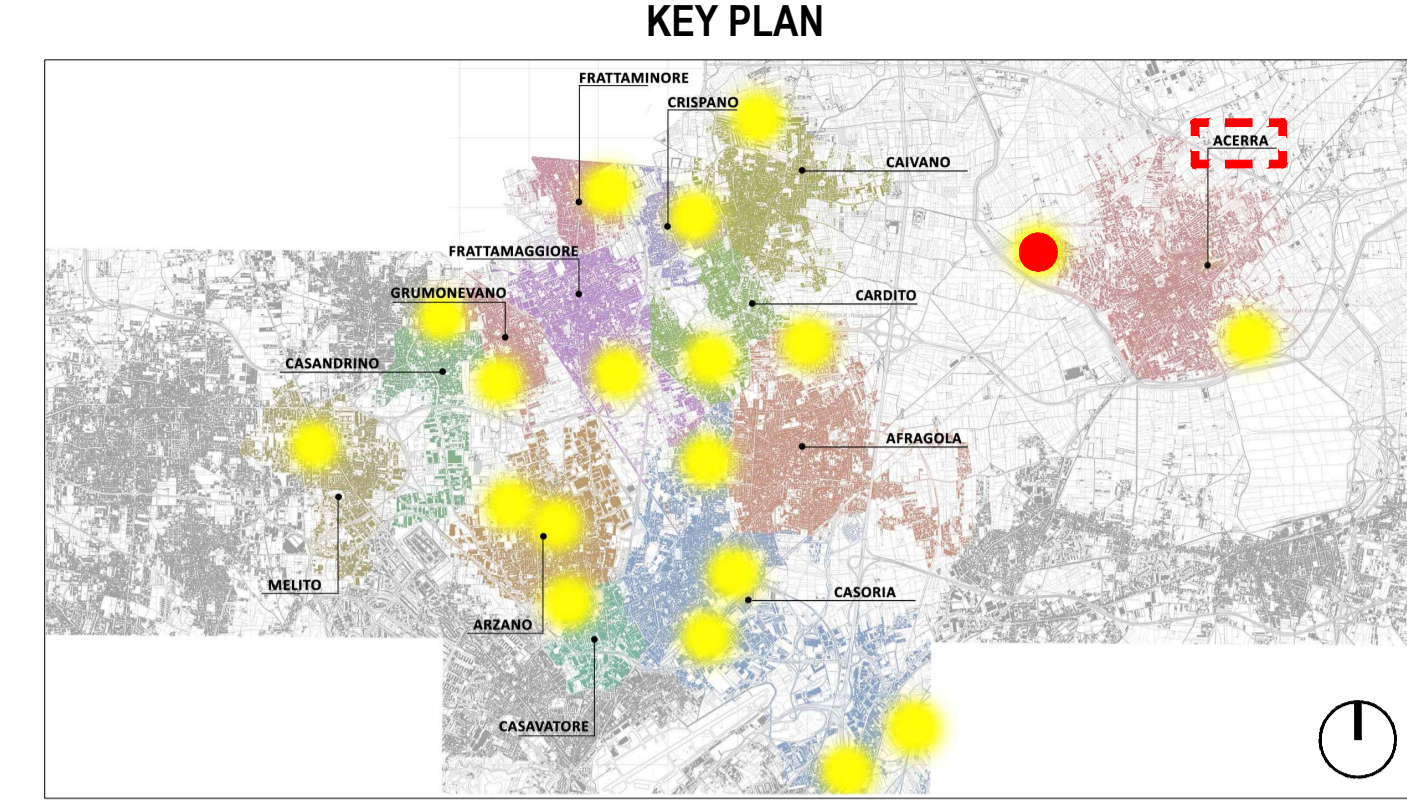 KEY PLAN
FRATTAMINORE
CRISPANO
ACERRA
CAIVANO
FRATTAMAGGIORE
GRUMONEVANO
CARDITO
CASANDRINO
AFRAGOLA
MELITO
CASORIA
ARZANO
CASAVATORE